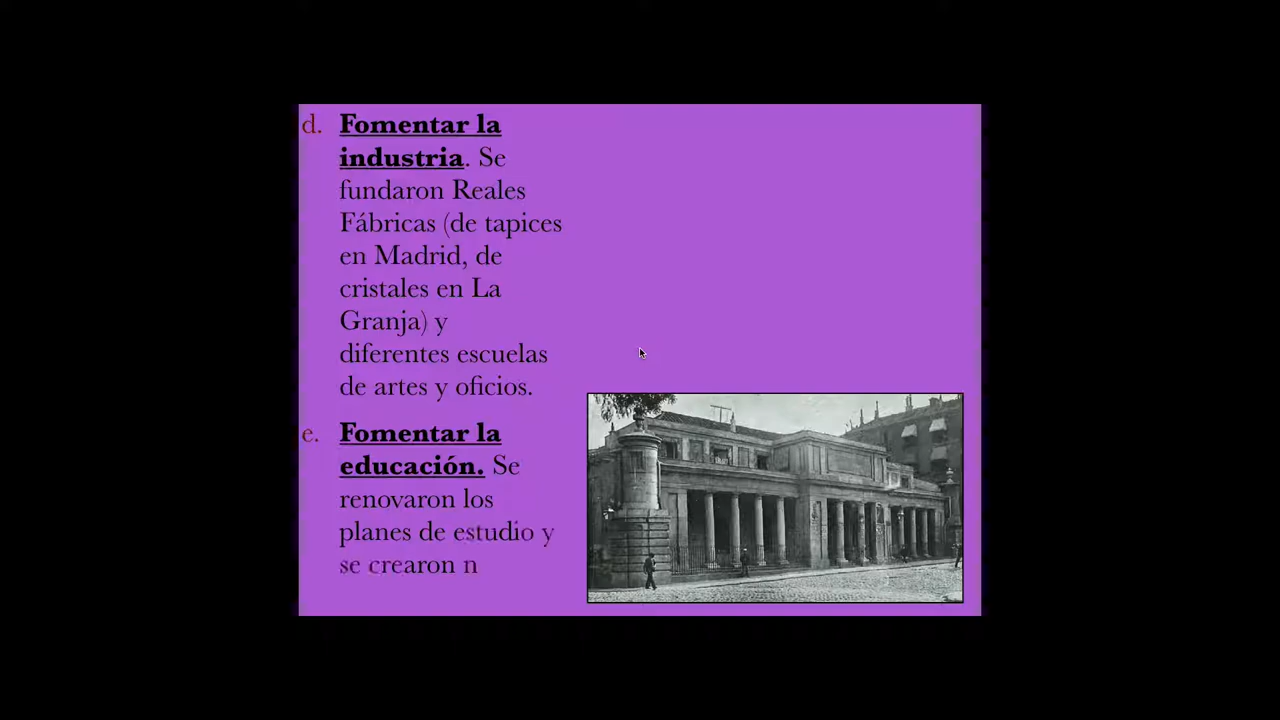 d. Fomentar la
industria. Se
fundaron Reales
Fábricas (de tapices
en Madrid, de
cristales en La
Granja) y
diferentes escuelas
de artes y oficios.
e. Fomentar la
educación. Se
renovaron los
planes de estudio y
se crearon n